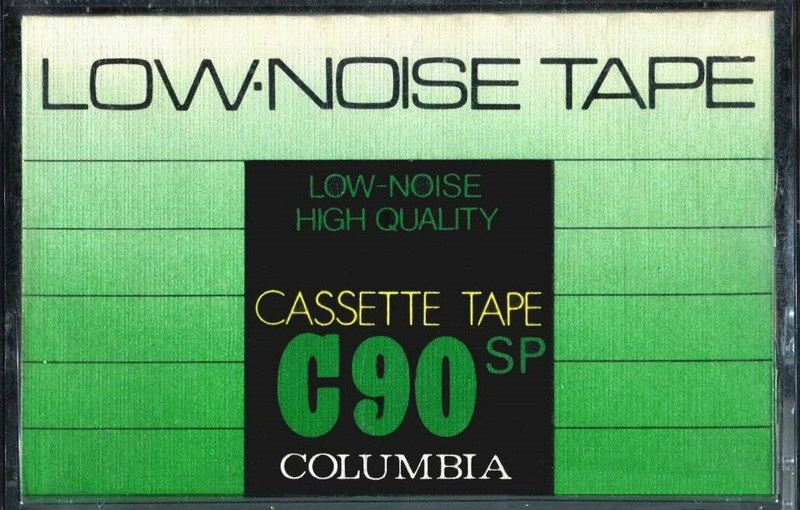 LOW·NOISE TAPE
LOW-NOISE
HIGH QUALITY
CASSETTE TAPE
C90 SP
COLUMBIA